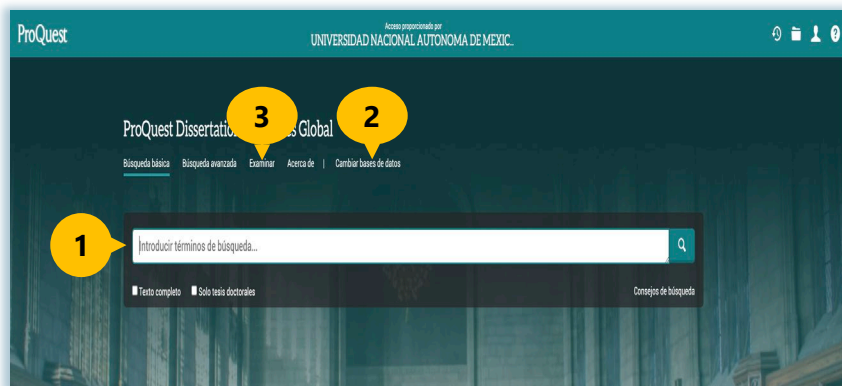 ProQuest
Acceso proporcionado por
UNIVERSIDAD NACIONAL AUTONOMA DE MEXIC...
3
2
ProQuest Dissertatio s Global
Búsqueda básica Búsqueda avanzada Examinar Acerca de | Cambiar bases de datos
1
Introducir términos de búsqueda...
Texto completo Solo tesis doctorales
Consejos de búsqueda